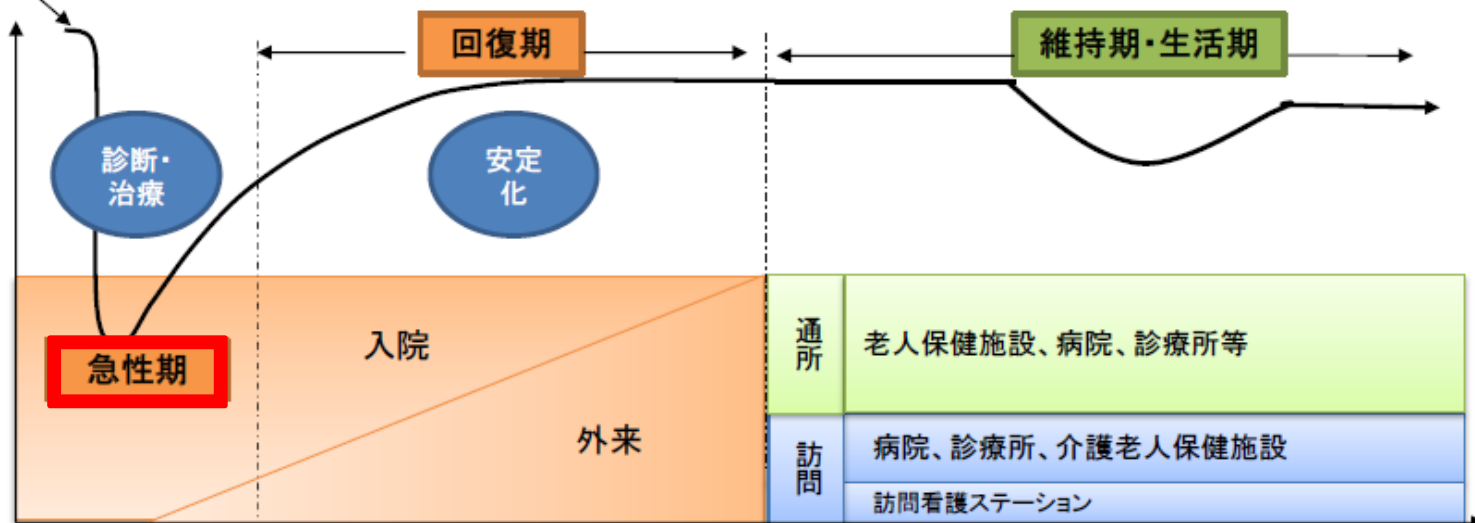 回復期
維持期・生活期
診断・
治療
安定
化
急性期
入院
外来
通所
老人保健施設、病院、診療所等
訪問
病院、診療所、介護老人保健施設
訪問看護ステーション